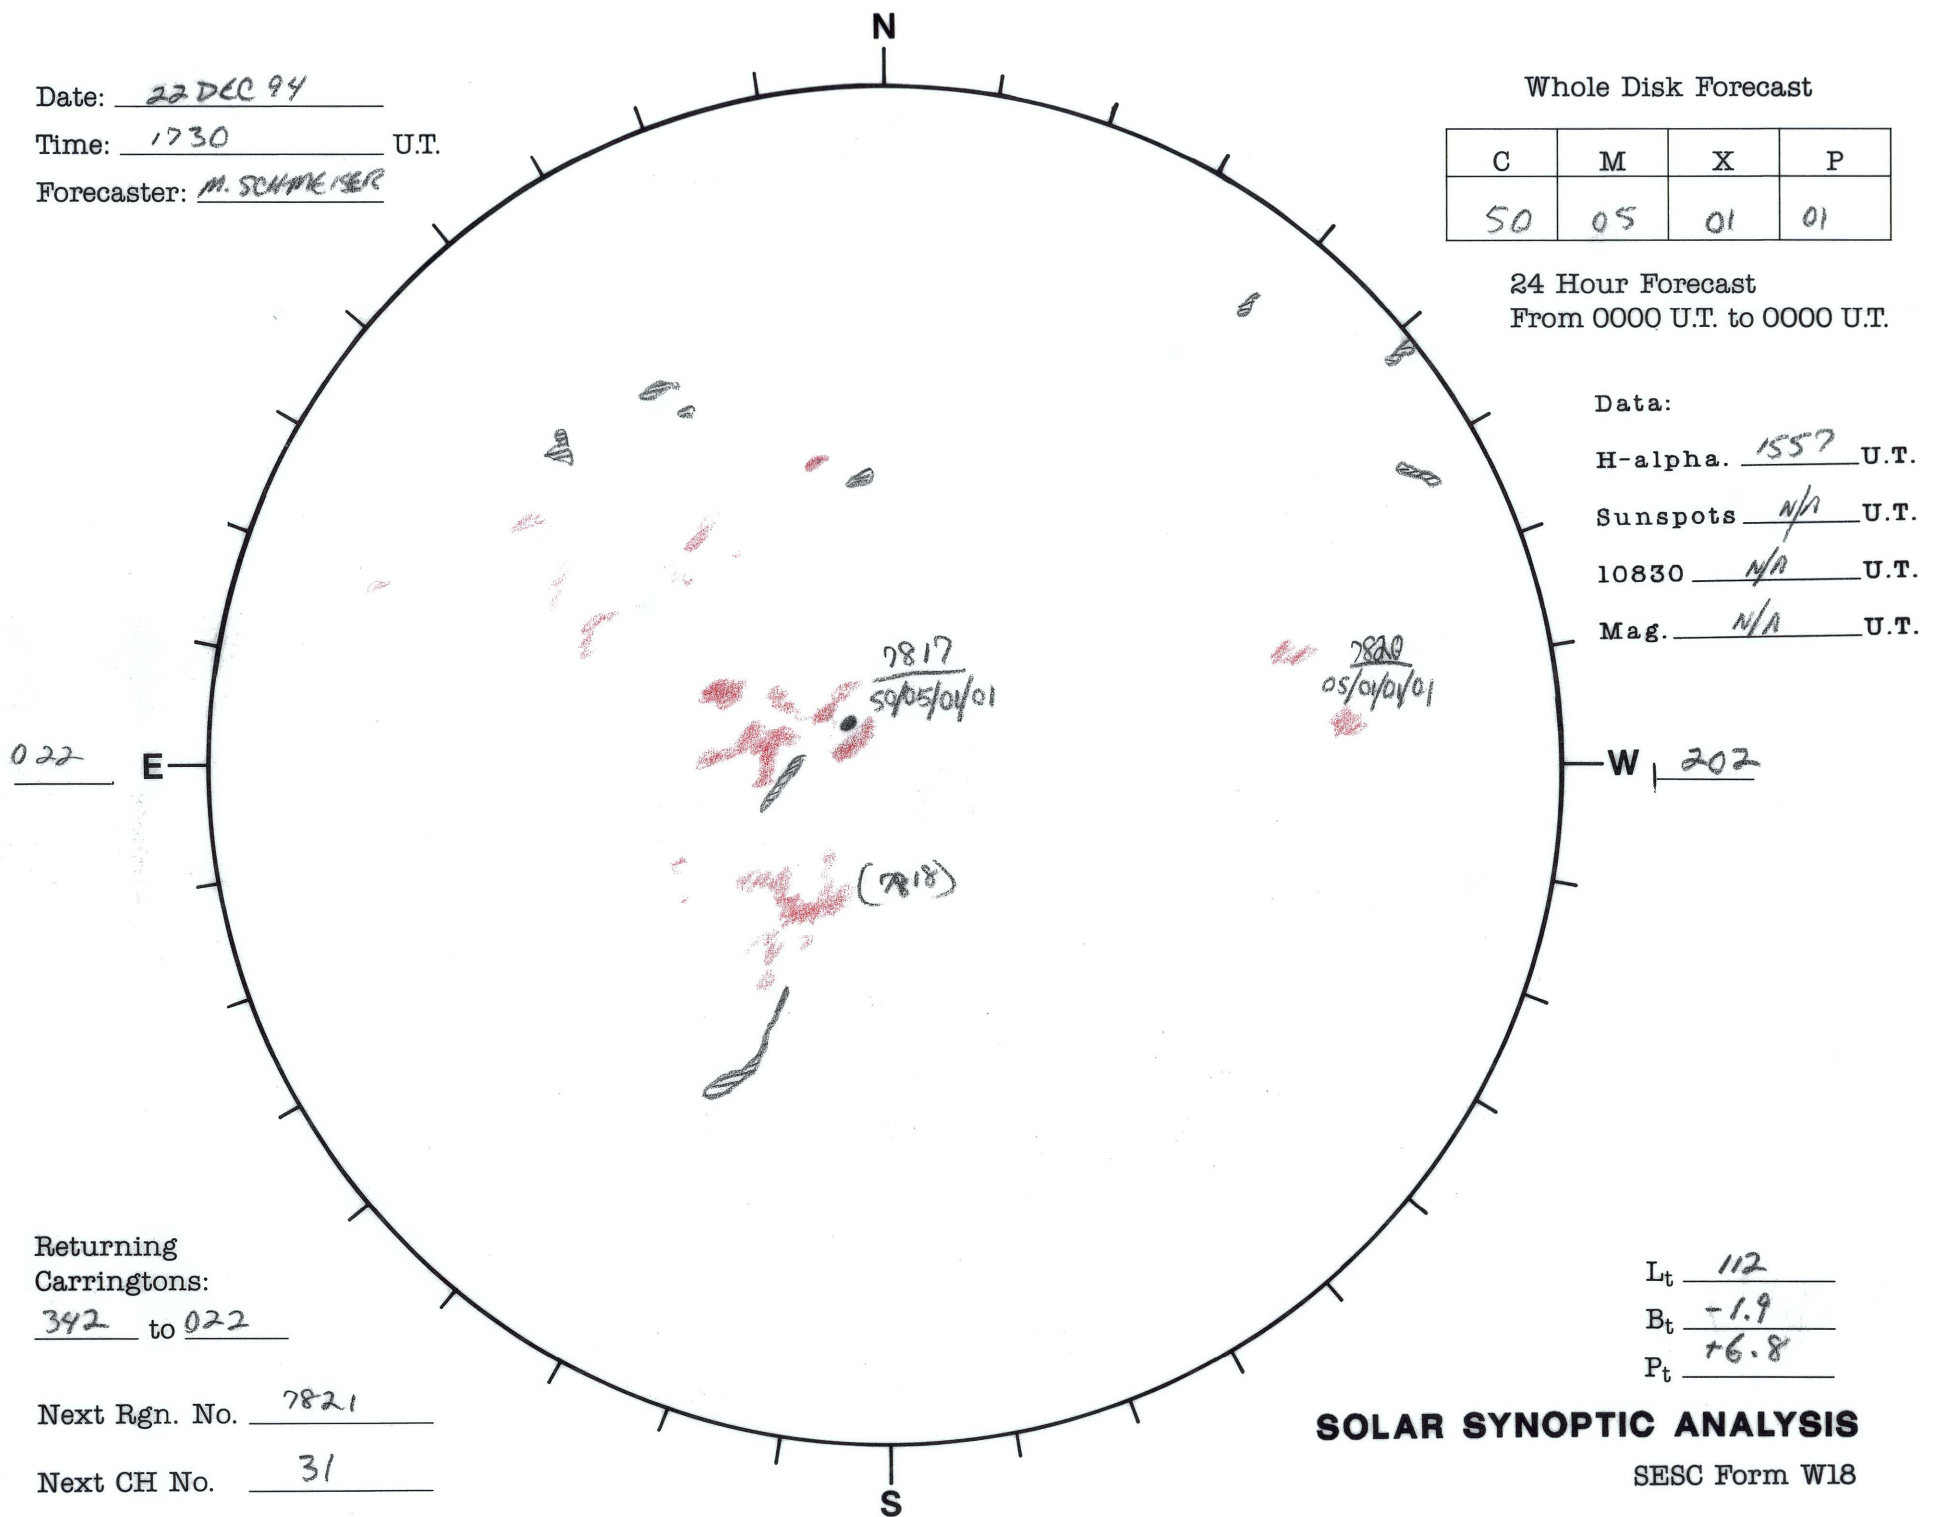 N
Date: 22 DEC 94
Time: 1730 U.T.
Forecaster: M. SCHMEISER
Whole Disk Forecast
C M X P
50 05 01 01
24 Hour Forecast
From 0000 U.T. to 0000 U.T.
Data:
H-alpha. 1557 U.T.
Sunspots N/A U.T.
10830 N/A U.T.
Mag. N/A U.T.
7817
50/05/01/01
7820
05/01/01/01
022 E
W 202
(7818)
Returning
Carringtons:
342 to 022
Next Rgn. No. 7821
Next CH No. 31
Lt 112
Bt -1.9
Pt +6.8
SOLAR SYNOPTIC ANALYSIS
SESC Form W18
S